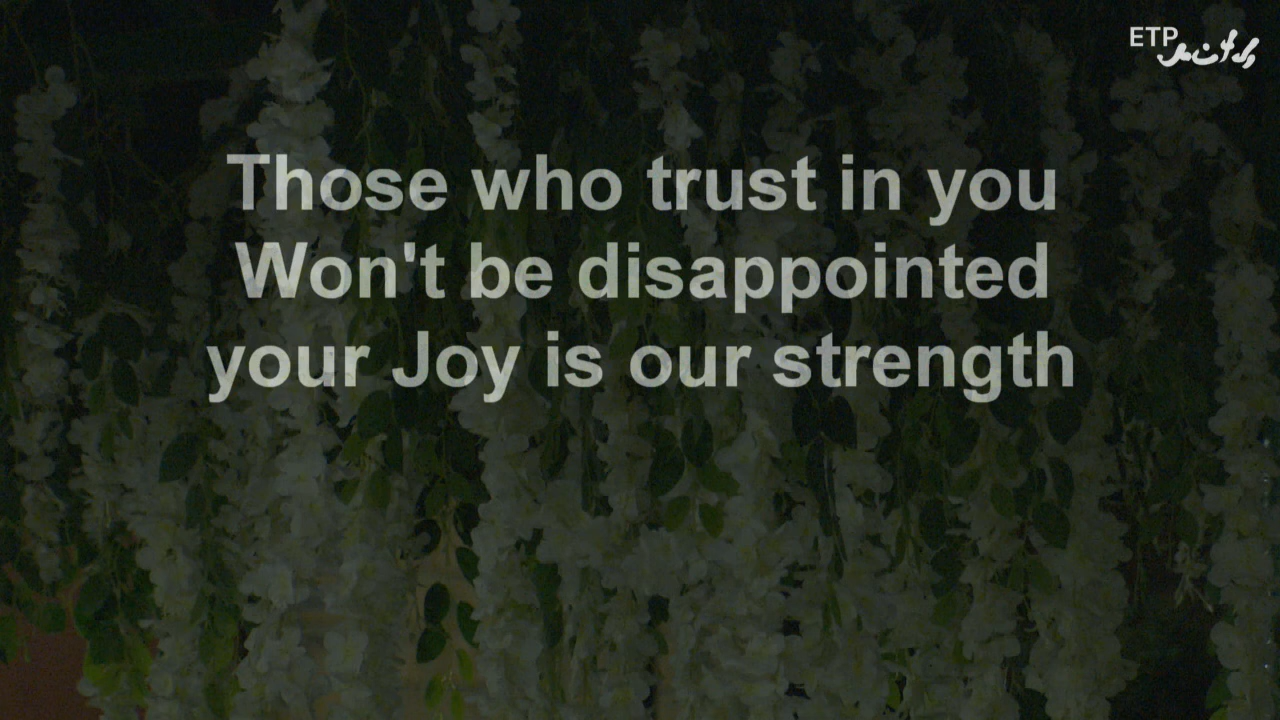 ETP
Those who trust in you
Won't be disappointed
your Joy is our strength